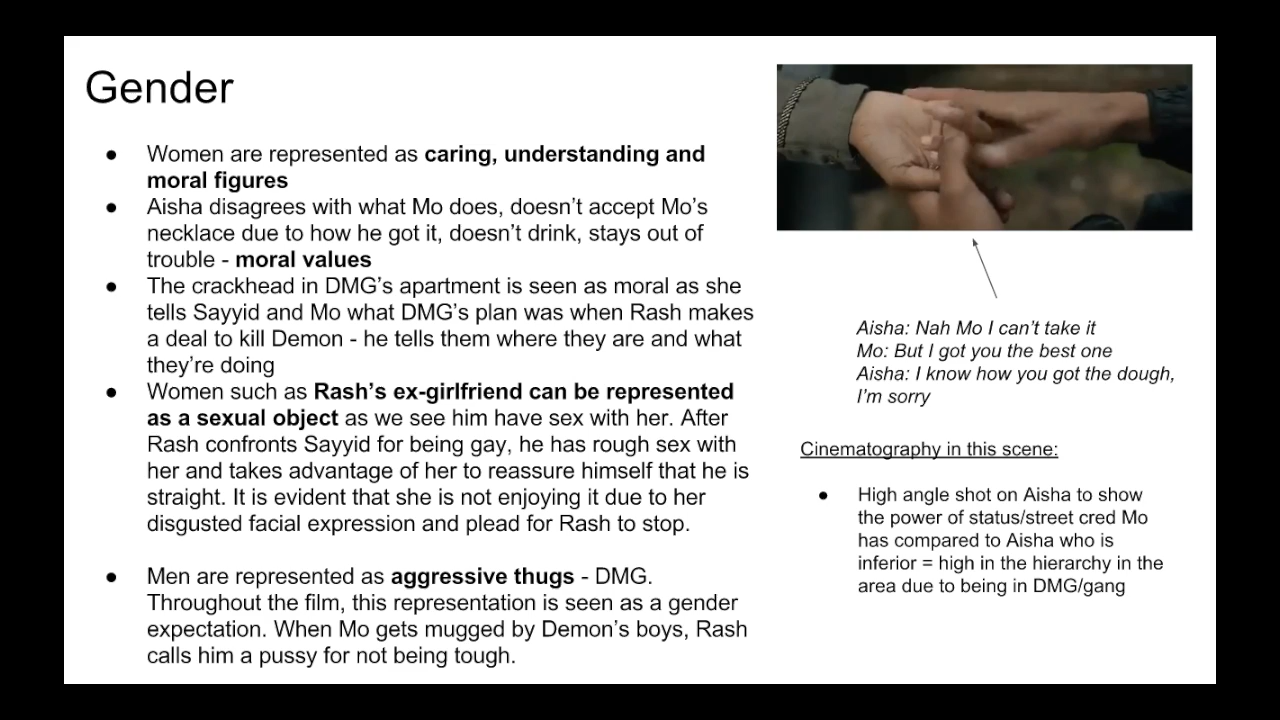 Gender
● Women are represented as caring, understanding and
moral figures
● Aisha disagrees with what Mo does, doesn’t accept Mo’s
necklace due to how he got it, doesn’t drink, stays out of
trouble - moral values
● The crackhead in DMG’s apartment is seen as moral as she
tells Sayyid and Mo what DMG’s plan was when Rash makes
a deal to kill Demon - he tells them where they are and what
they’re doing
● Women such as Rash’s ex-girlfriend can be represented
as a sexual object as we see him have sex with her. After
Rash confronts Sayyid for being gay, he has rough sex with
her and takes advantage of her to reassure himself that he is
straight. It is evident that she is not enjoying it due to her
disgusted facial expression and plead for Rash to stop.
● Men are represented as aggressive thugs - DMG.
Throughout the film, this representation is seen as a gender
expectation. When Mo gets mugged by Demon’s boys, Rash
calls him a pussy for not being tough.
Aisha: Nah Mo I can’t take it
Mo: But I got you the best one
Aisha: I know how you got the dough,
I’m sorry
Cinematography in this scene:
● High angle shot on Aisha to show
the power of status/street cred Mo
has compared to Aisha who is
inferior = high in the hierarchy in the
area due to being in DMG/gang